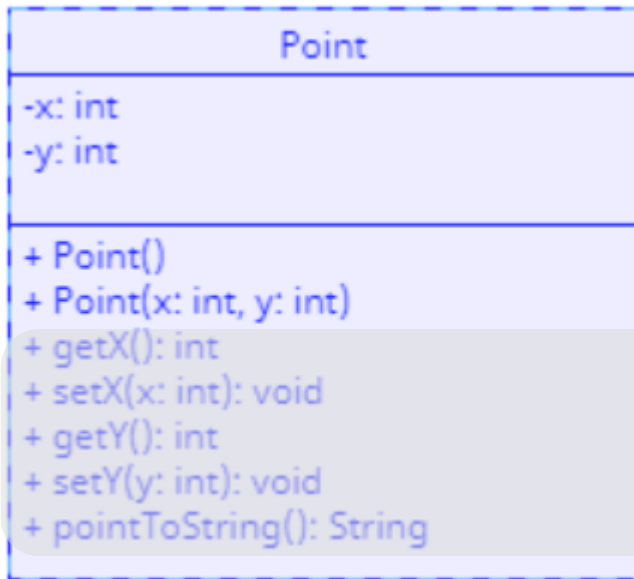 Point
-x: int
-y: int
+ Point()
+ Point(x: int, y: int)
+ getX(): int
+ setX(x: int): void
+ getY(): int
+ setY(y: int): void
+ pointToString(): String